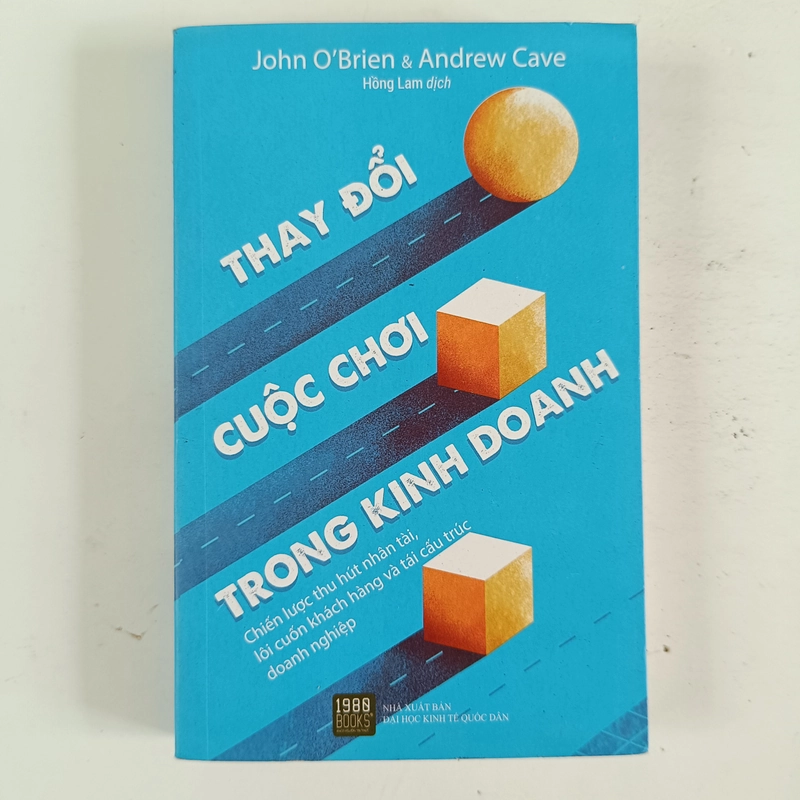 John O'Brien & Andrew Cave
Hồng Lam dịch
THAY ĐỔI
CUỘC CHƠI
TRONG KINH DOANH
Chiến lược thu hút nhân tài,
lôi cuốn khách hàng và tái cấu trúc
doanh nghiệp
1980
BOOKS
NHÀ XUẤT BẢN
ĐẠI HỌC KINH TẾ QUỐC DÂN